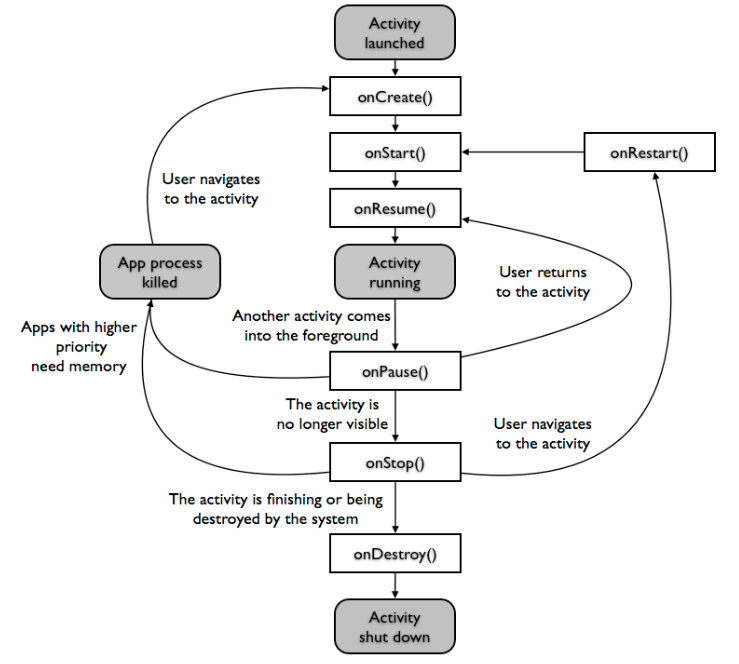 Activity
launched
onCreate()
onStart()
onRestart()
User navigates
to the activity
onResume()
App process
killed
Activity
running
User returns
to the activity
Another activity comes
into the foreground
Apps with higher
priority
need memory
onPause()
The activity is
no longer visible
User navigates
to the activity
onStop()
The activity is finishing or being
destroyed by the system
onDestroy()
Activity
shut down